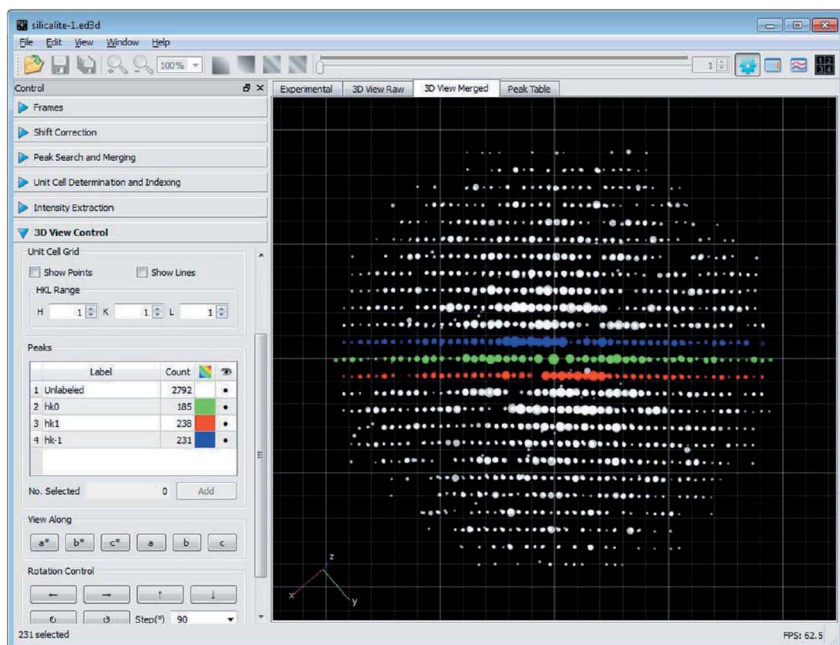 silicalite-1.ed3d
File Edit View Window Help
100% 1 1 2 3 4
Control Experimental 3D View Raw 3D View Merged Peak Table
Frames
Shift Correction
Peak Search and Merging
Unit Cell Determination and Indexing
Intensity Extraction
3D View Control
Unit Cell Grid
Show Points Show Lines
HKL Range
H 1 K 1 L 1
Peaks
Label Count
1 Unlabeled 2792
2 hk0 185
3 hk1 238
4 hk-1 231
No. Selected 0 Add
View Along
a* b* c* a b c
Rotation Control
← → ↑ ↓
↻ ↺ Step(°) 90
z
x
y
231 selected FPS: 62.5